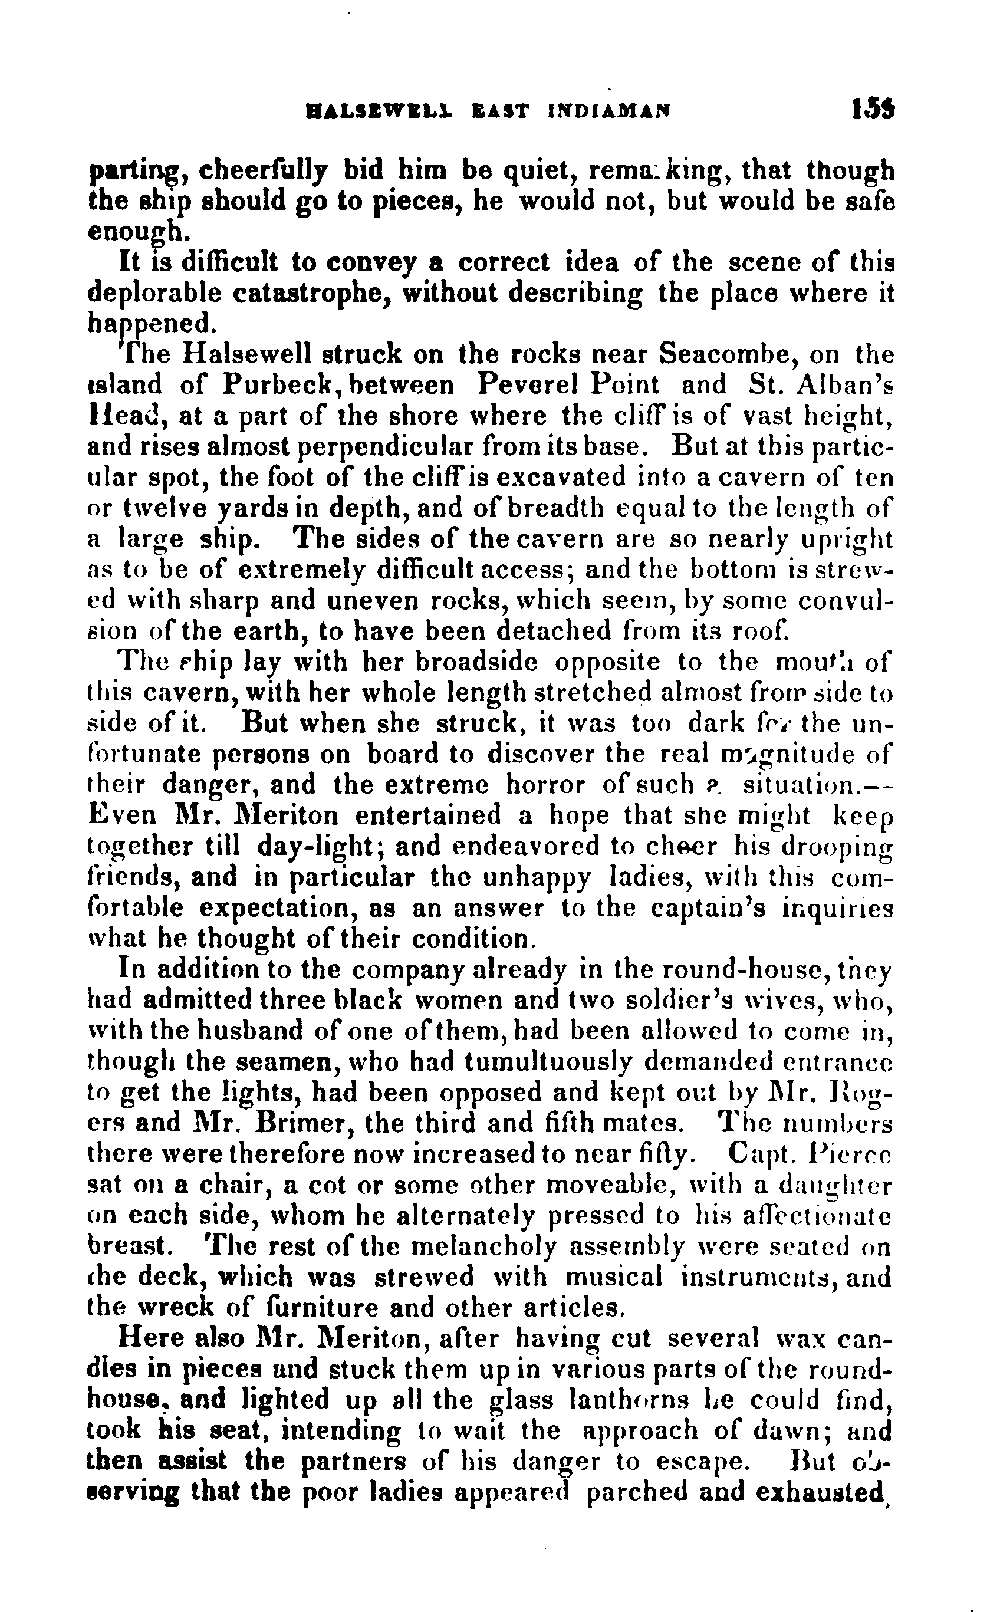 HALSEWELL EAST INDIAMAN 153
parting, cheerfully bid him be quiet, remarking, that though
the ship should go to pieces, he would not, but would be safe
enough.
It is difficult to convey a correct idea of the scene of this
deplorable catastrophe, without describing the place where it
happened.
The Halsewell struck on the rocks near Seacombe, on the
island of Purbeck, between Peverel Point and St. Alban's
Head, at a part of the shore where the cliff is of vast height,
and rises almost perpendicular from its base. But at this partic-
ular spot, the foot of the cliff is excavated into a cavern of ten
or twelve yards in depth, and of breadth equal to the length of
a large ship. The sides of the cavern are so nearly upright
as to be of extremely difficult access; and the bottom is strew-
ed with sharp and uneven rocks, which seem, by some convul-
sion of the earth, to have been detached from its roof.
The ship lay with her broadside opposite to the mouth of
this cavern, with her whole length stretched almost from side to
side of it. But when she struck, it was too dark for the un-
fortunate persons on board to discover the real magnitude of
their danger, and the extreme horror of such a situation.--
Even Mr. Meriton entertained a hope that she might keep
together till day-light; and endeavored to cheer his drooping
friends, and in particular the unhappy ladies, with this com-
fortable expectation, as an answer to the captain's inquiries
what he thought of their condition.
In addition to the company already in the round-house, they
had admitted three black women and two soldier's wives, who,
with the husband of one of them, had been allowed to come in,
though the seamen, who had tumultuously demanded entrance
to get the lights, had been opposed and kept out by Mr. Rog-
ers and Mr. Brimer, the third and fifth mates. The numbers
there were therefore now increased to near fifty. Capt. Pierce
sat on a chair, a cot or some other moveable, with a daughter
on each side, whom he alternately pressed to his affectionate
breast. The rest of the melancholy assembly were seated on
the deck, which was strewed with musical instruments, and
the wreck of furniture and other articles.
Here also Mr. Meriton, after having cut several wax can-
dles in pieces and stuck them up in various parts of the round-
house, and lighted up all the glass lanthorns he could find,
took his seat, intending to wait the approach of dawn; and
then assist the partners of his danger to escape. But ob-
serving that the poor ladies appeared parched and exhausted,